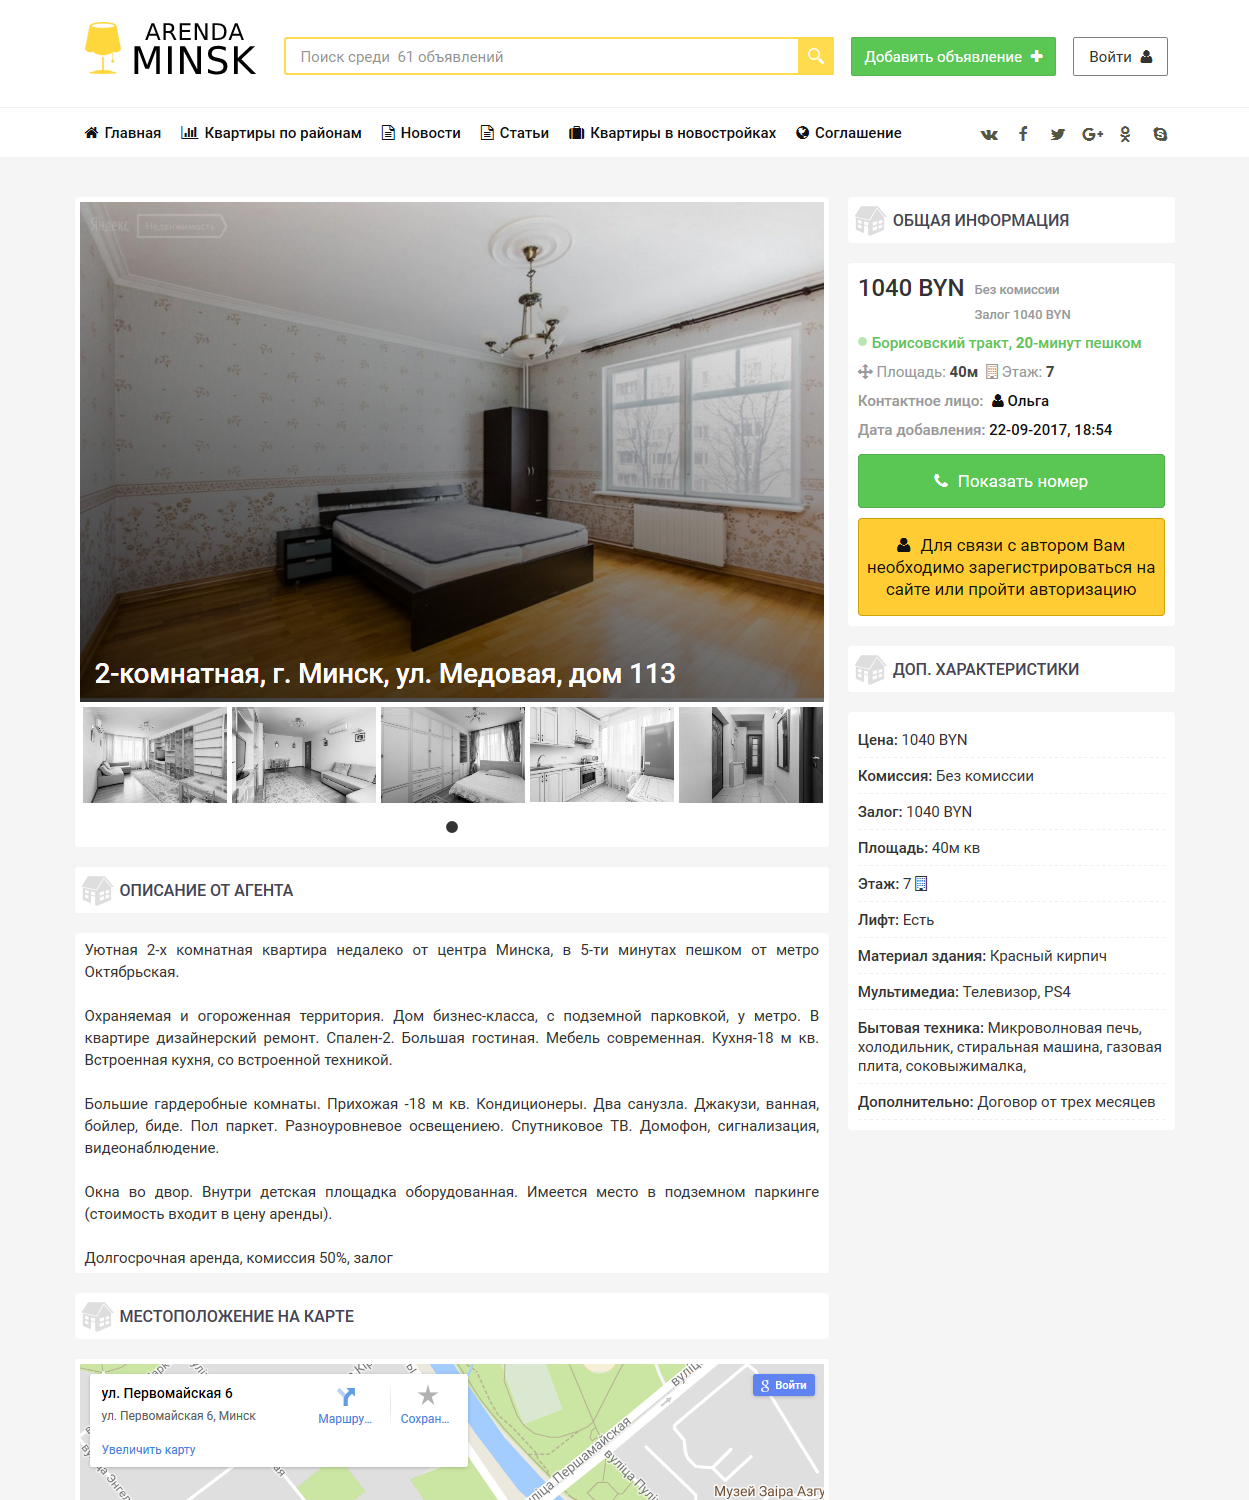 ARENDA
MINSK
Поиск среди 61 объявлений
Добавить объявление
Войти
Главная
Квартиры по районам
Новости
Статьи
Квартиры в новостройках
Соглашение
Яндекс Недвижимость
2-комнатная, г. Минск, ул. Медовая, дом 113
ОБЩАЯ ИНФОРМАЦИЯ
1040 BYN Без комиссии
Залог 1040 BYN
Борисовский тракт, 20-минут пешком
Площадь: 40м Этаж: 7
Контактное лицо: Ольга
Дата добавления: 22-09-2017, 18:54
Показать номер
Для связи с автором Вам
необходимо зарегистрироваться на
сайте или пройти авторизацию
ДОП. ХАРАКТЕРИСТИКИ
Цена: 1040 BYN
Комиссия: Без комиссии
Залог: 1040 BYN
Площадь: 40м кв
Этаж: 7
Лифт: Есть
Материал здания: Красный кирпич
Мультимедиа: Телевизор, PS4
Бытовая техника: Микроволновая печь,
холодильник, стиральная машина, газовая
плита, соковыжималка,
Дополнительно: Договор от трех месяцев
ОПИСАНИЕ ОТ АГЕНТА
Уютная 2-х комнатная квартира недалеко от центра Минска, в 5-ти минутах пешком от метро
Октябрьская.
Охраняемая и огороженная территория. Дом бизнес-класса, с подземной парковкой, у метро. В
квартире дизайнерский ремонт. Спален-2. Большая гостиная. Мебель современная. Кухня-18 м кв.
Встроенная кухня, со встроенной техникой.
Большие гардеробные комнаты. Прихожая -18 м кв. Кондиционеры. Два санузла. Джакузи, ванная,
бойлер, биде. Пол паркет. Разноуровневое освещениею. Спутниковое ТВ. Домофон, сигнализация,
видеонаблюдение.
Окна во двор. Внутри детская площадка оборудованная. Имеется место в подземном паркинге
(стоимость входит в цену аренды).
Долгосрочная аренда, комиссия 50%, залог
МЕСТОПОЛОЖЕНИЕ НА КАРТЕ
ул. Первомайская 6
ул. Первомайская 6, Минск
Увеличить карту
Маршру...
Сохран...
Войти
вуліца Першамайская
вуліца Пулі
Музей Заіра Азгу